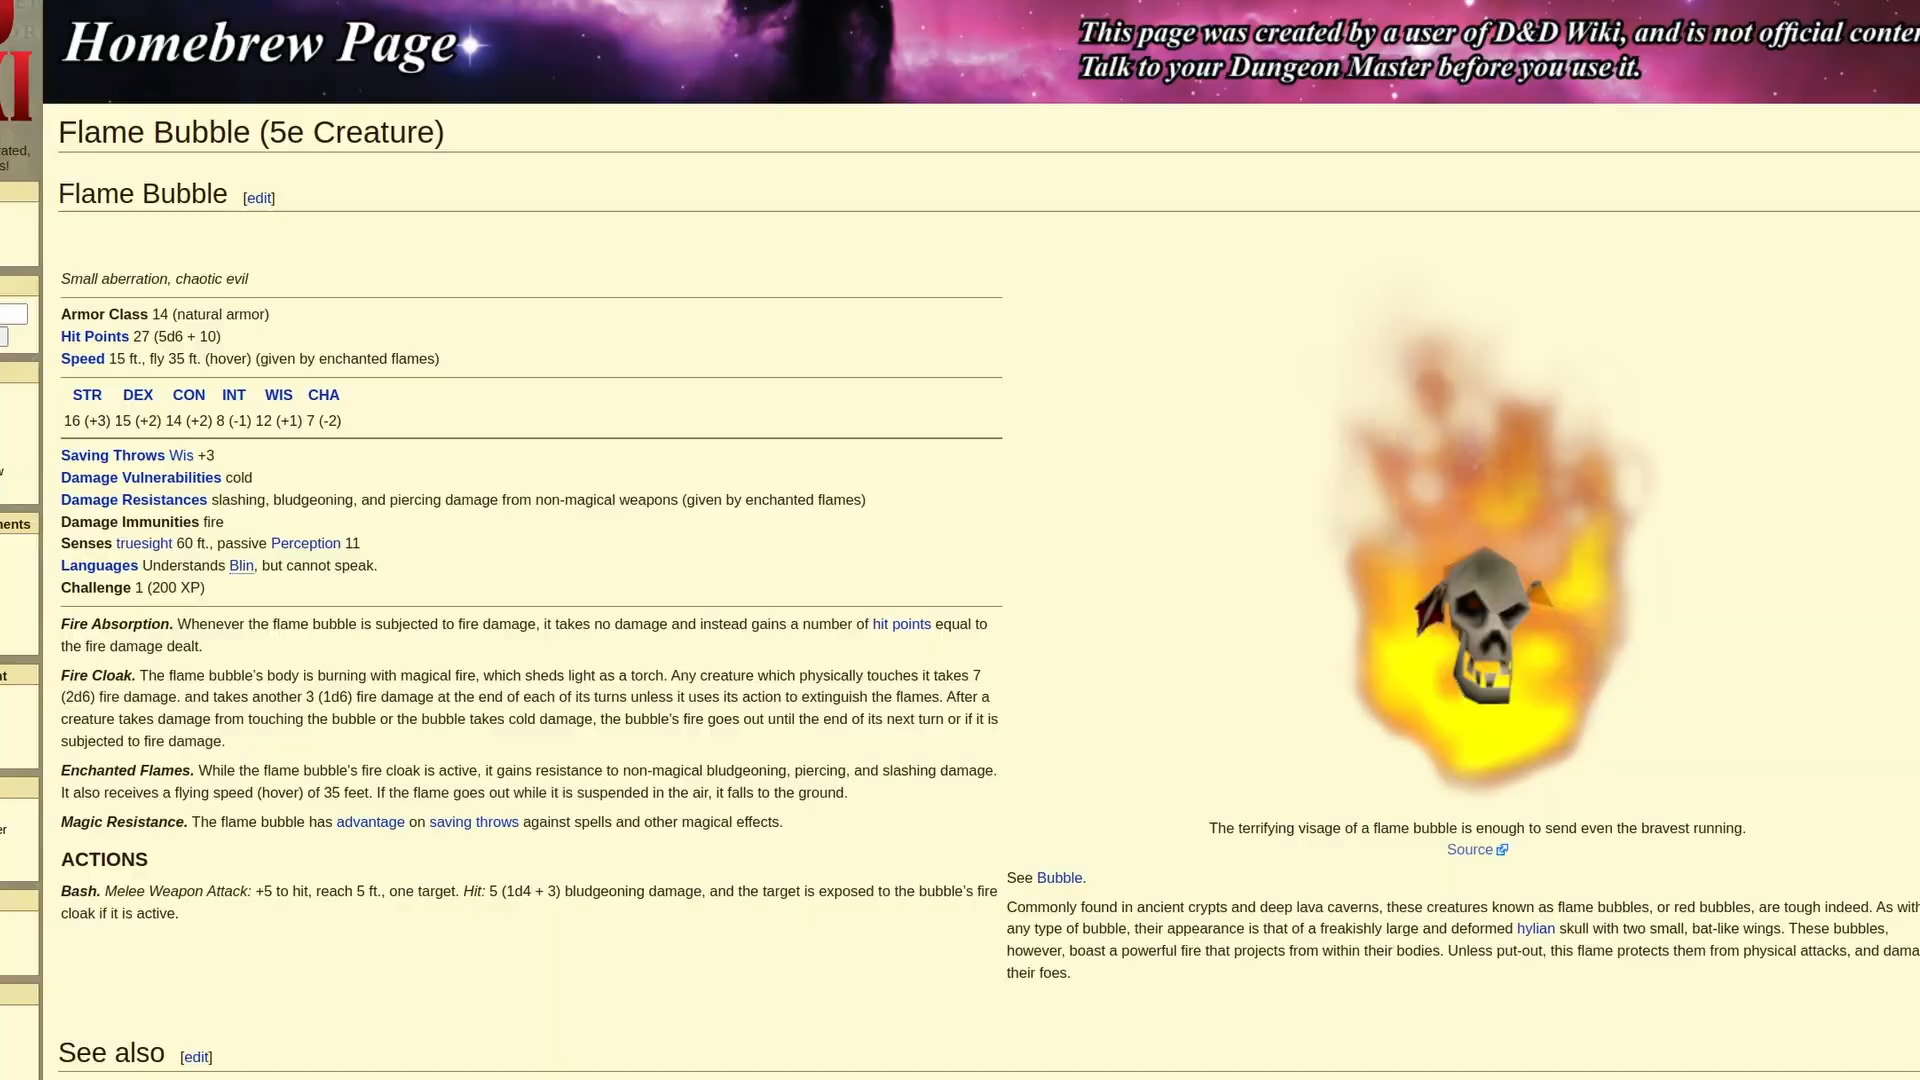 Homebrew Page
This page was created by a user of D&D Wiki, and is not official
Talk to your Dungeon Master before you use it.
Flame Bubble (5e Creature)
Flame Bubble [edit]
Small aberration, chaotic evil
Armor Class 14 (natural armor)
Hit Points 27 (5d6 + 10)
Speed 15 ft., fly 35 ft. (hover) (given by enchanted flames)
STR DEX CON INT WIS CHA
16 (+3) 15 (+2) 14 (+2) 8 (-1) 12 (+1) 7 (-2)
Saving Throws Wis +3
Damage Vulnerabilities cold
Damage Resistances slashing, bludgeoning, and piercing damage from non-magical weapons (given by enchanted flames)
Damage Immunities fire
Senses truesight 60 ft., passive Perception 11
Languages Understands Blin, but cannot speak.
Challenge 1 (200 XP)
Fire Absorption. Whenever the flame bubble is subjected to fire damage, it takes no damage and instead gains a number of hit points equal to
the fire damage dealt.
Fire Cloak. The flame bubble’s body is burning with magical fire, which sheds light as a torch. Any creature which physically touches it takes 7
(2d6) fire damage. and takes another 3 (1d6) fire damage at the end of each of its turns unless it uses its action to extinguish the flames. After a
creature takes damage from touching the bubble or the bubble takes cold damage, the bubble’s fire goes out until the end of its next turn or if it is
subjected to fire damage.
Enchanted Flames. While the flame bubble's fire cloak is active, it gains resistance to non-magical bludgeoning, piercing, and slashing damage.
It also receives a flying speed (hover) of 35 feet. If the flame goes out while it is suspended in the air, it falls to the ground.
Magic Resistance. The flame bubble has advantage on saving throws against spells and other magical effects.
ACTIONS
Bash. Melee Weapon Attack: +5 to hit, reach 5 ft., one target. Hit: 5 (1d4 + 3) bludgeoning damage, and the target is exposed to the bubble’s fire
cloak if it is active.
The terrifying visage of a flame bubble is enough to send even the bravest running.
Source
See Bubble.
Commonly found in ancient crypts and deep lava caverns, these creatures known as flame bubbles, or red bubbles, are tough indeed. As with
any type of bubble, their appearance is that of a freakishly large and deformed hylian skull with two small, bat-like wings. These bubbles,
however, boast a powerful fire that projects from within their bodies. Unless put-out, this flame protects them from physical attacks, and
their foes.
See also [edit]